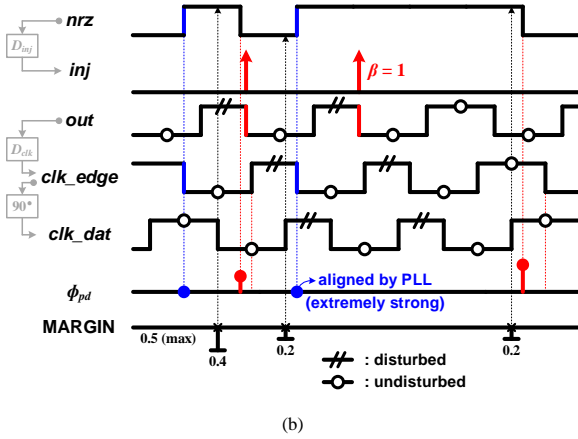 nrz
D_inj
inj
β = 1
out
D_clk
clk_edge
90°
clk_dat
ϕ_pd
aligned by PLL
(extremely strong)
MARGIN
0.5 (max)
0.4
0.2
0.2
: disturbed
: undisturbed
(b)